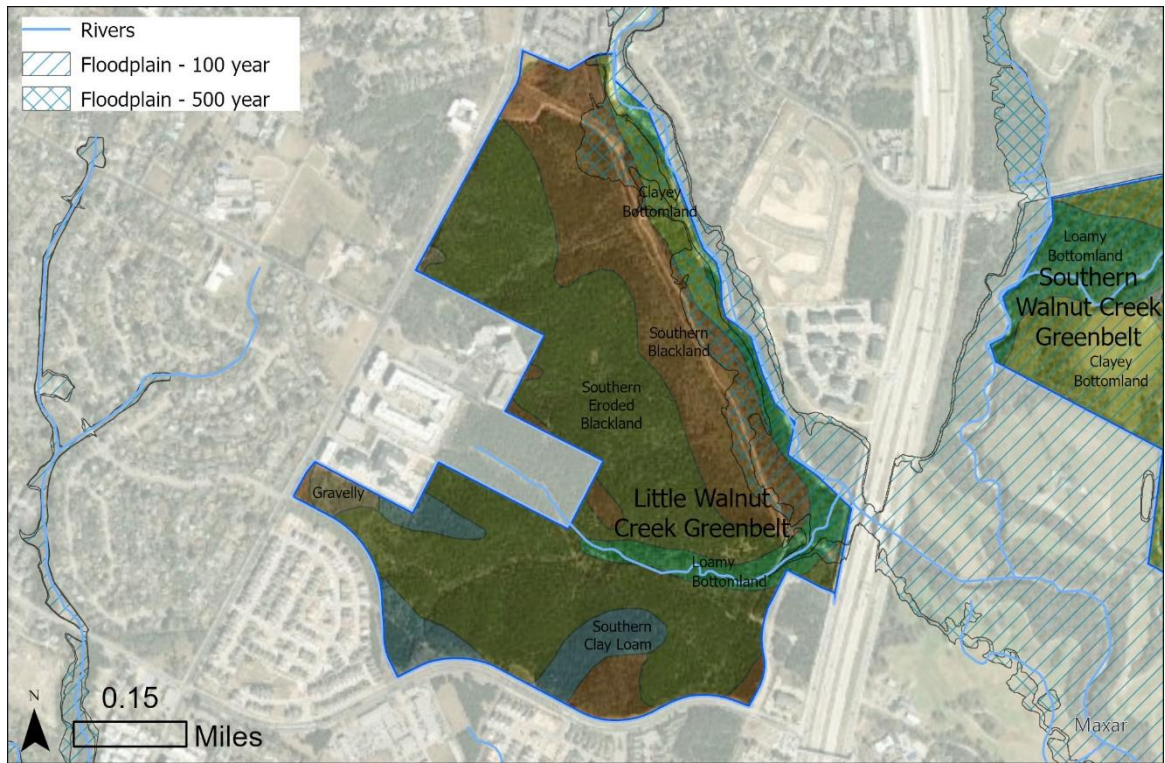 Rivers
Floodplain - 100 year
Floodplain - 500 year
Clayey
Bottomland
Loamy
Bottomland
Southern
Walnut Creek
Greenbelt
Clayey
Bottomland
Southern
Blackland
Southern
Eroded
Blackland
Gravelly
Little Walnut
Creek Greenbelt
Loamy
Bottomland
Southern
Clay Loam
N
0.15
Miles
Maxar